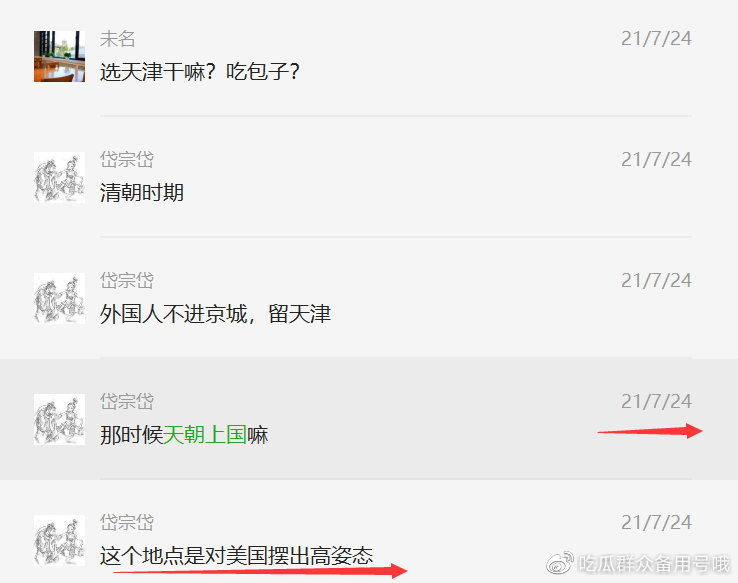 未名 21/7/24
选天津干嘛？吃包子？
岱宗岱 21/7/24
清朝时期
岱宗岱 21/7/24
外国人不进京城，留天津
岱宗岱 21/7/24
那时候天朝上国嘛
岱宗岱 21/7/24
这个地点是对美国摆出高姿态
吃瓜群众备用号哦